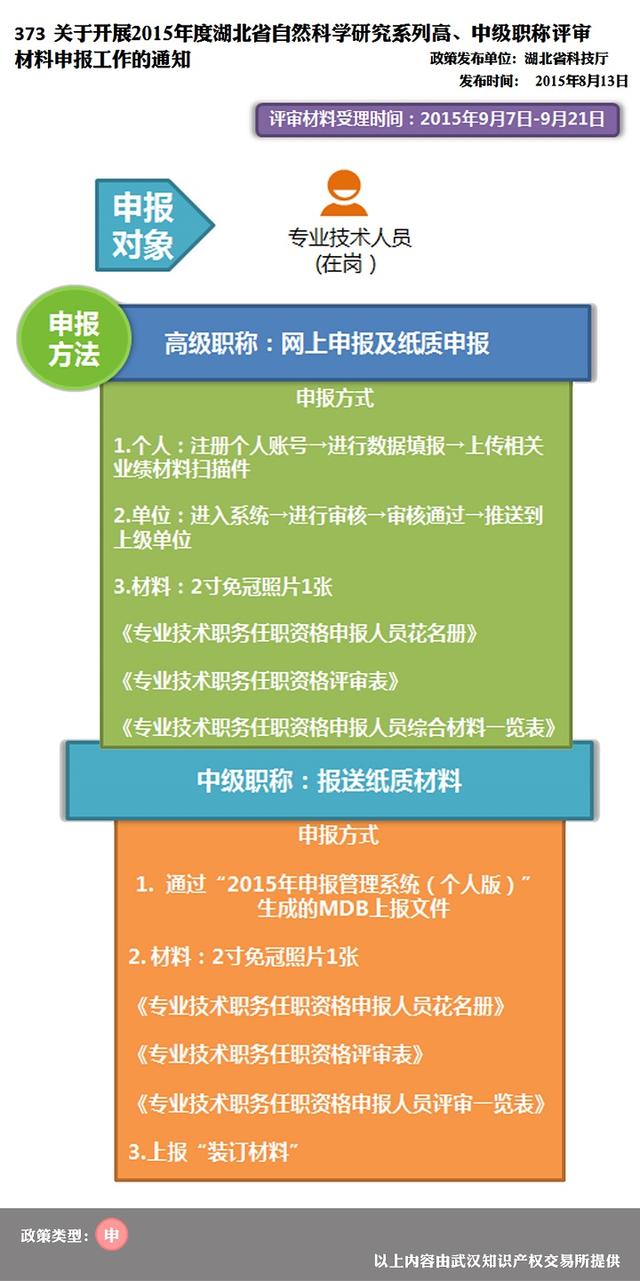 373 关于开展2015年度湖北省自然科学研究系列高、中级职称评审
材料申报工作的通知
政策发布单位：湖北省科技厅
发布时间： 2015年8月13日
评审材料受理时间：2015年9月7日-9月21日
申报
对象
专业技术人员
(在岗）
申报
方法
高级职称：网上申报及纸质申报
申报方式
1.个人：注册个人账号→进行数据填报→上传相关
业绩材料扫描件
2.单位：进入系统→进行审核→审核通过→推送到
上级单位
3.材料：2寸免冠照片1张
《专业技术职务任职资格申报人员花名册》
《专业技术职务任职资格评审表》
《专业技术职务任职资格申报人员综合材料一览表》
中级职称：报送纸质材料
申报方式
1. 通过“2015年申报管理系统（个人版）”
生成的MDB上报文件
2.材料：2寸免冠照片1张
《专业技术职务任职资格申报人员花名册》
《专业技术职务任职资格评审表》
《专业技术职务任职资格申报人员评审一览表》
3.上报“装订材料”
政策类型： 申
以上内容由武汉知识产权交易所提供